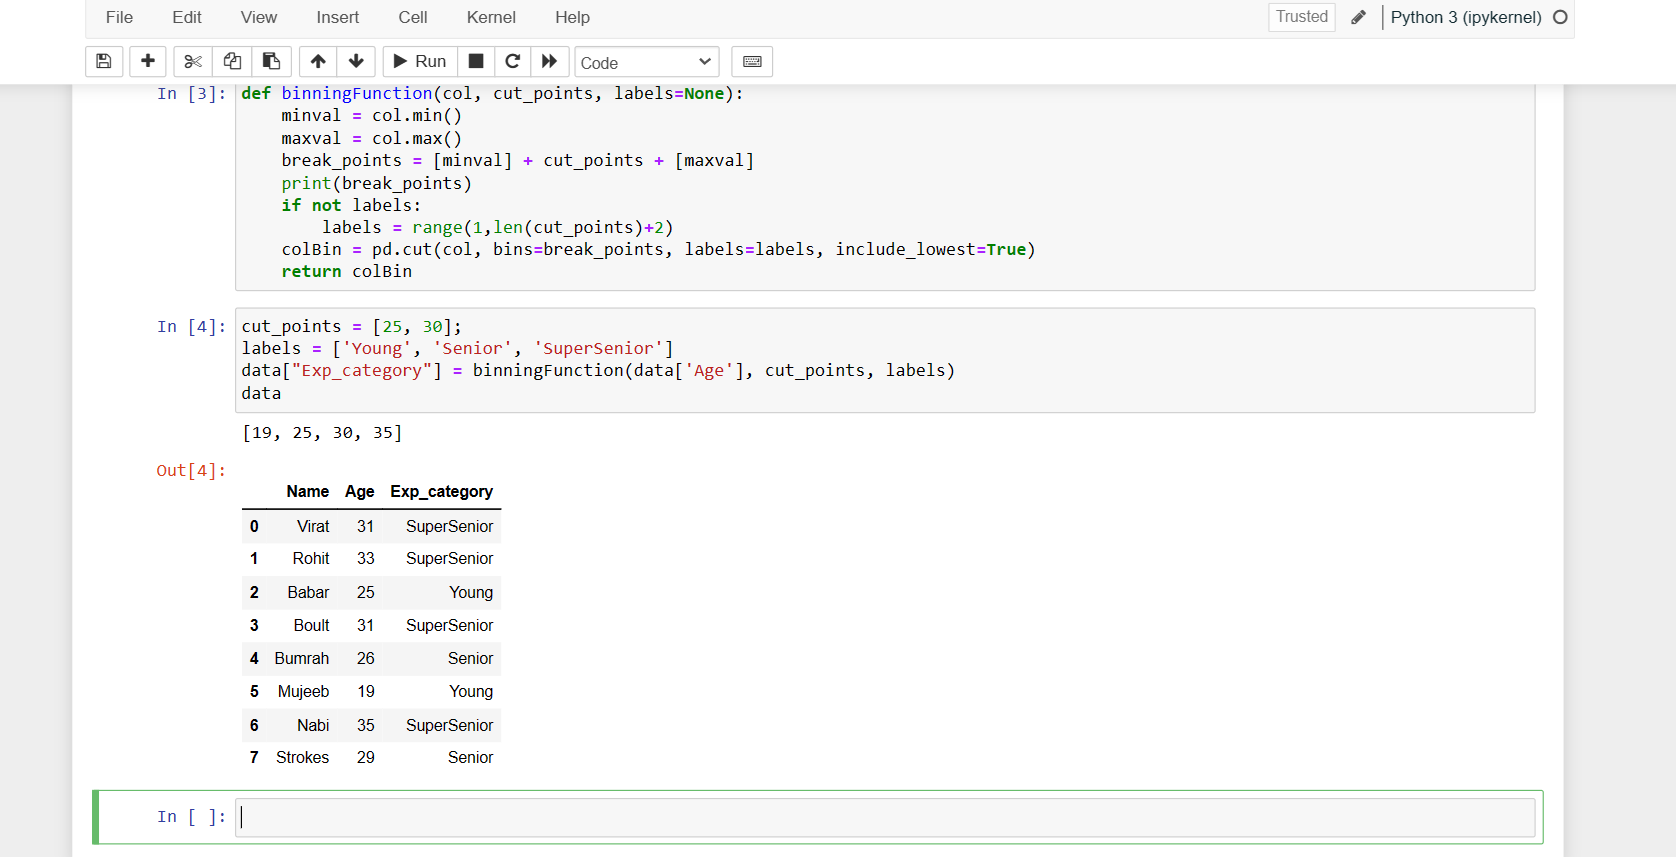 File Edit View Insert Cell Kernel Help Trusted Python 3 (ipykernel)
Run Code
In [3]: def binningFunction(col, cut_points, labels=None):
    minval = col.min()
    maxval = col.max()
    break_points = [minval] + cut_points + [maxval]
    print(break_points)
    if not labels:
        labels = range(1,len(cut_points)+2)
    colBin = pd.cut(col, bins=break_points, labels=labels, include_lowest=True)
    return colBin
In [4]: cut_points = [25, 30];
labels = ['Young', 'Senior', 'SuperSenior']
data["Exp_category"] = binningFunction(data['Age'], cut_points, labels)
data
[19, 25, 30, 35]
Out[4]:
Name Age Exp_category
0 Virat 31 SuperSenior
1 Rohit 33 SuperSenior
2 Babar 25 Young
3 Boult 31 SuperSenior
4 Bumrah 26 Senior
5 Mujeeb 19 Young
6 Nabi 35 SuperSenior
7 Strokes 29 Senior
In [ ]: